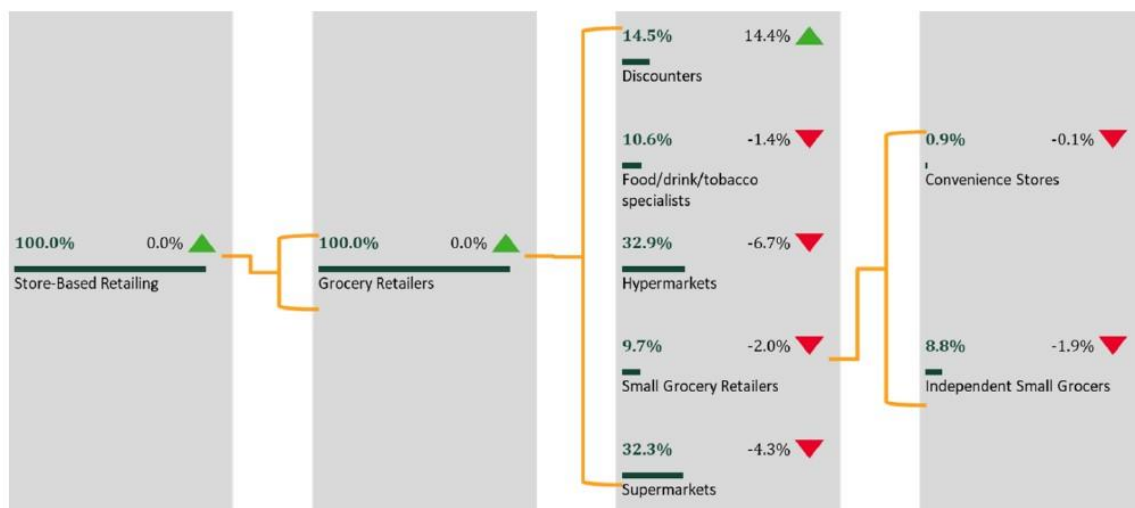 100.0% 0.0%
Store-Based Retailing
100.0% 0.0%
Grocery Retailers
14.5% 14.4%
Discounters
10.6% -1.4%
Food/drink/tobacco
specialists
32.9% -6.7%
Hypermarkets
9.7% -2.0%
Small Grocery Retailers
32.3% -4.3%
Supermarkets
0.9% -0.1%
Convenience Stores
8.8% -1.9%
Independent Small Grocers